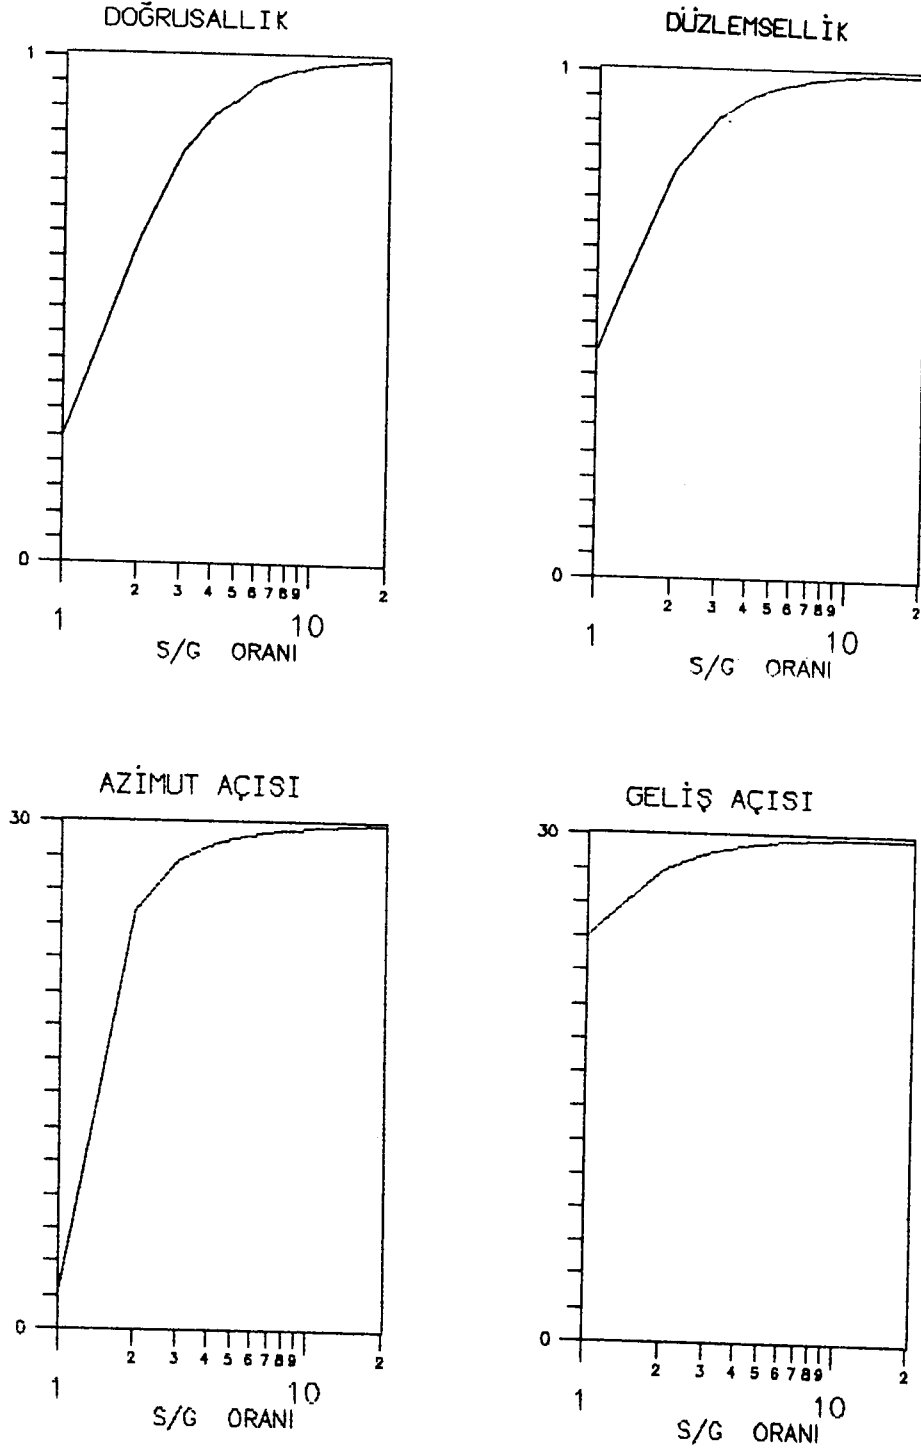 DOĞRUSALLIK
1
0
2 3 4 5 6 7 8 9 2
1 10
S/G ORANI
DÜZLEMSELLİK
1
0
2 3 4 5 6 7 8 9 2
1 10
S/G ORANI
AZİMUT AÇISI
30
0
2 3 4 5 6 7 8 9 2
1 10
S/G ORANI
GELİŞ AÇISI
30
0
2 3 4 5 6 7 8 9 2
1 10
S/G ORANI